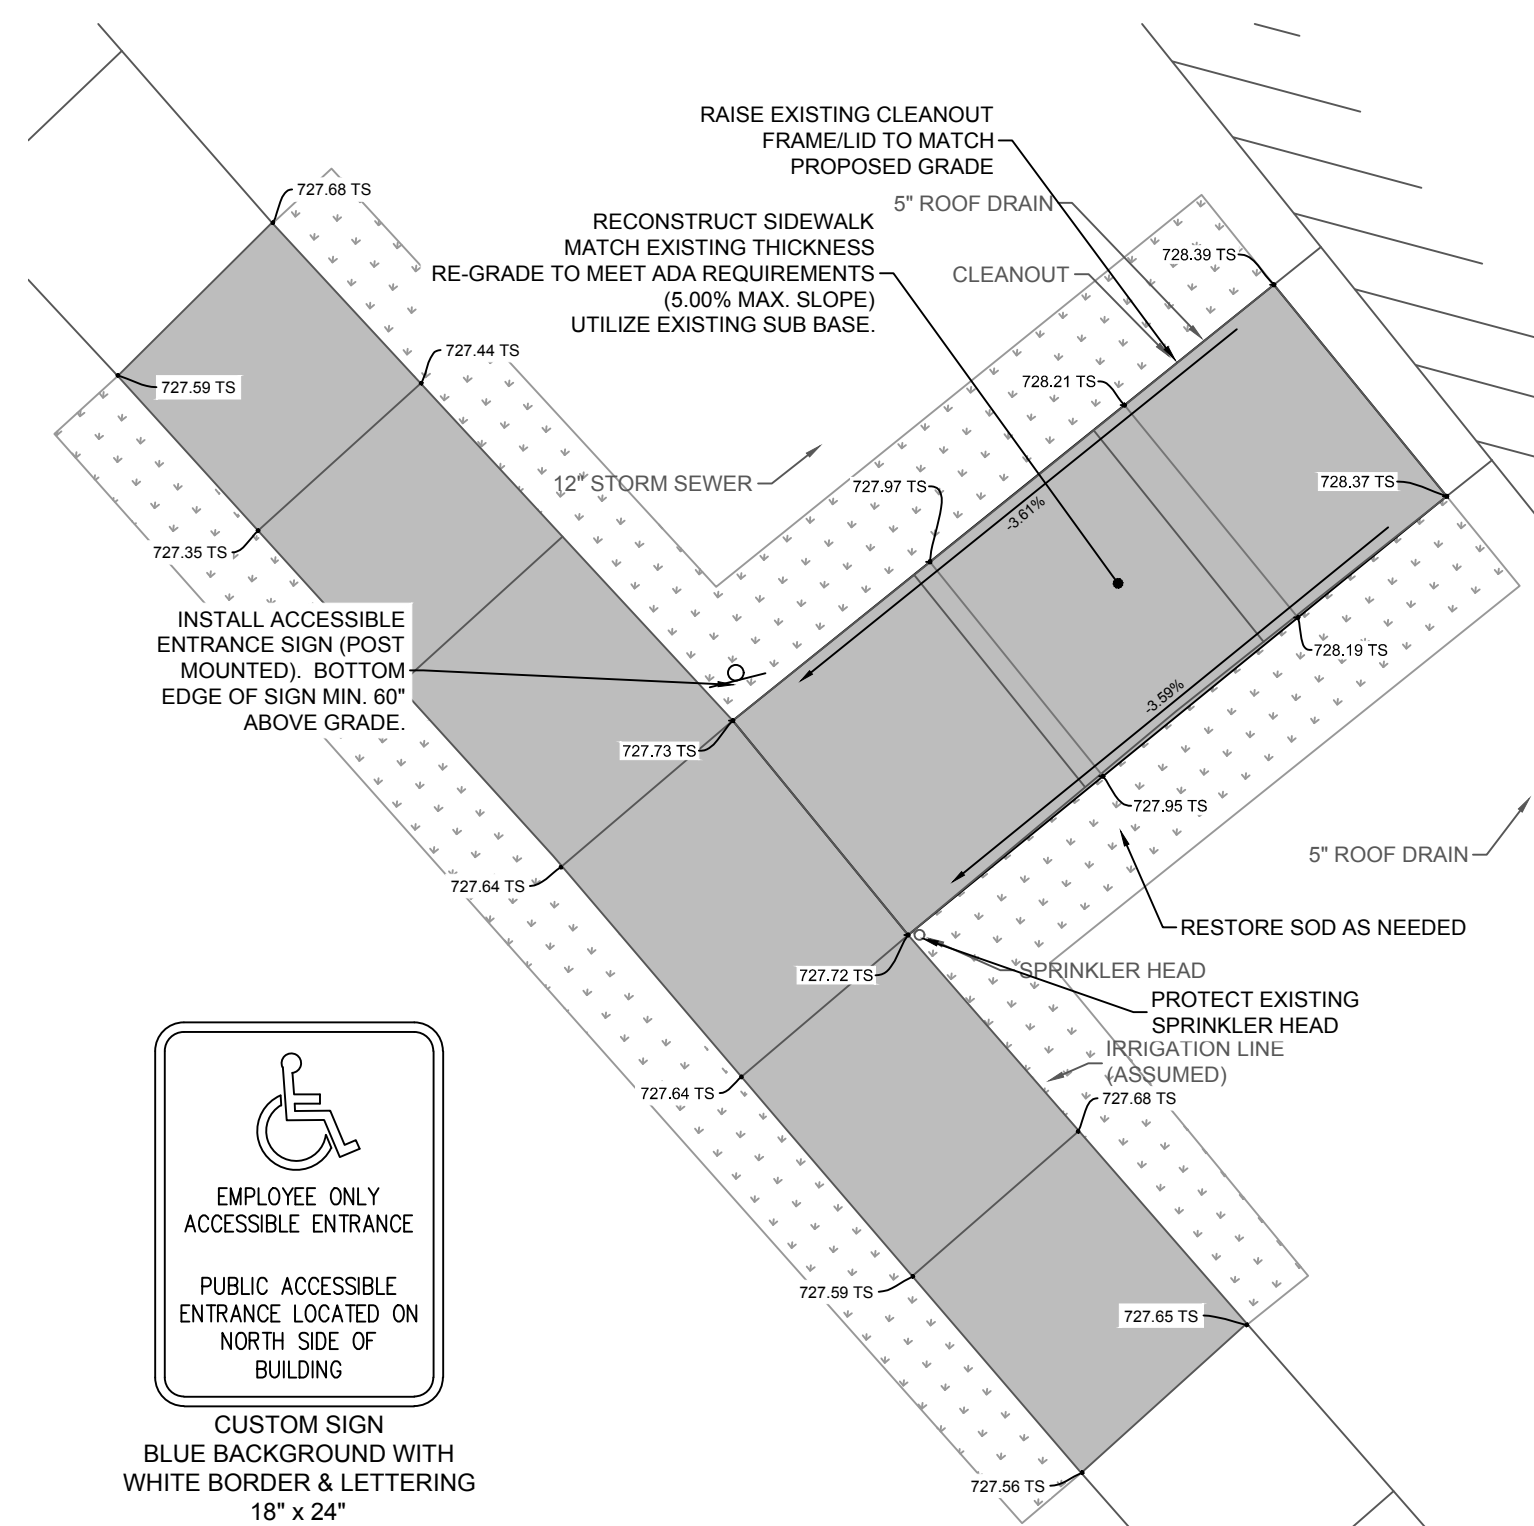 RAISE EXISTING CLEANOUT
FRAME/LID TO MATCH
PROPOSED GRADE
727.68 TS
5" ROOF DRAIN
RECONSTRUCT SIDEWALK
MATCH EXISTING THICKNESS
RE-GRADE TO MEET ADA REQUIREMENTS
(5.00% MAX. SLOPE)
UTILIZE EXISTING SUB BASE.
728.39 TS
CLEANOUT
727.44 TS
727.59 TS
728.21 TS
12" STORM SEWER
727.97 TS
728.37 TS
-3.61%
727.35 TS
INSTALL ACCESSIBLE
ENTRANCE SIGN (POST
MOUNTED). BOTTOM
EDGE OF SIGN MIN. 60"
ABOVE GRADE.
728.19 TS
-3.59%
727.73 TS
727.95 TS
5" ROOF DRAIN
727.64 TS
RESTORE SOD AS NEEDED
727.72 TS
SPRINKLER HEAD
PROTECT EXISTING
SPRINKLER HEAD
IRRIGATION LINE
(ASSUMED)
727.64 TS
727.68 TS
EMPLOYEE ONLY
ACCESSIBLE ENTRANCE
PUBLIC ACCESSIBLE
ENTRANCE LOCATED ON
NORTH SIDE OF
BUILDING
727.59 TS
727.65 TS
CUSTOM SIGN
BLUE BACKGROUND WITH
WHITE BORDER & LETTERING
18" x 24"
727.56 TS